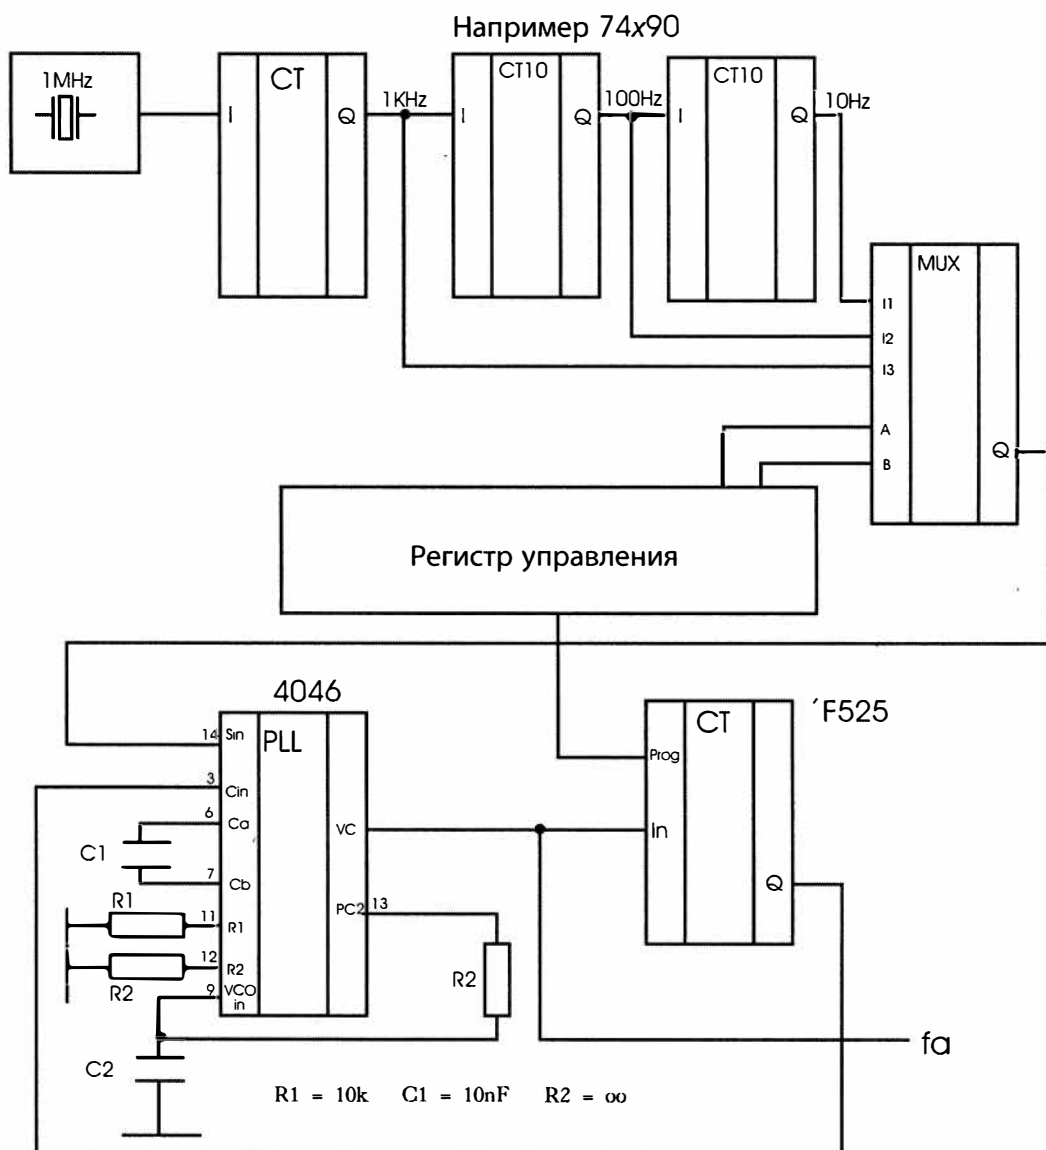 Например 74x90
1MHz
CT
CT10
CT10
I
Q
1KHz
I
Q
100Hz
I
Q
10Hz
MUX
I1
I2
I3
A
B
Q
Регистр управления
4046
PLL
14 Sin
3 Cin
6 Ca
C1
7 Cb
R1 11 R1
R2 12 R2
9 VCO in
C2
VC
PC2 13
R2
CT
´F525
Prog
In
Q
fa
R1 = 10k C1 = 10nF R2 = ∞